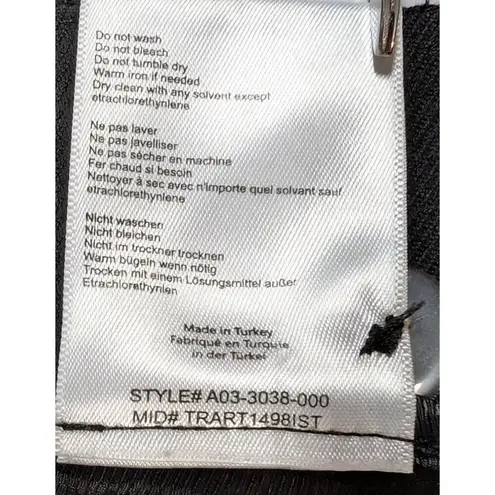 Do not wash
Do not bleach
Do not tumble dry
Warm iron if needed
Dry clean with any solvent except
etrachlorethynlene
Ne pas laver
Ne pas javelliser
Ne pas sécher en machine
Fer chaud si besoin
Nettoyer à sec avec n'importe quel solvant sauf
etrachlorethynlene
Nicht waschen
Nicht bleichen
Nicht im trockner trocknen
Warm bügeln wenn nötig
Trocken mit einem Lösungsmittel außer
Etrachlorethynlen
Made in Turkey
Fabriqué en Turquie
in der Türkei
STYLE# A03-3038-000
MID# TRART1498IST